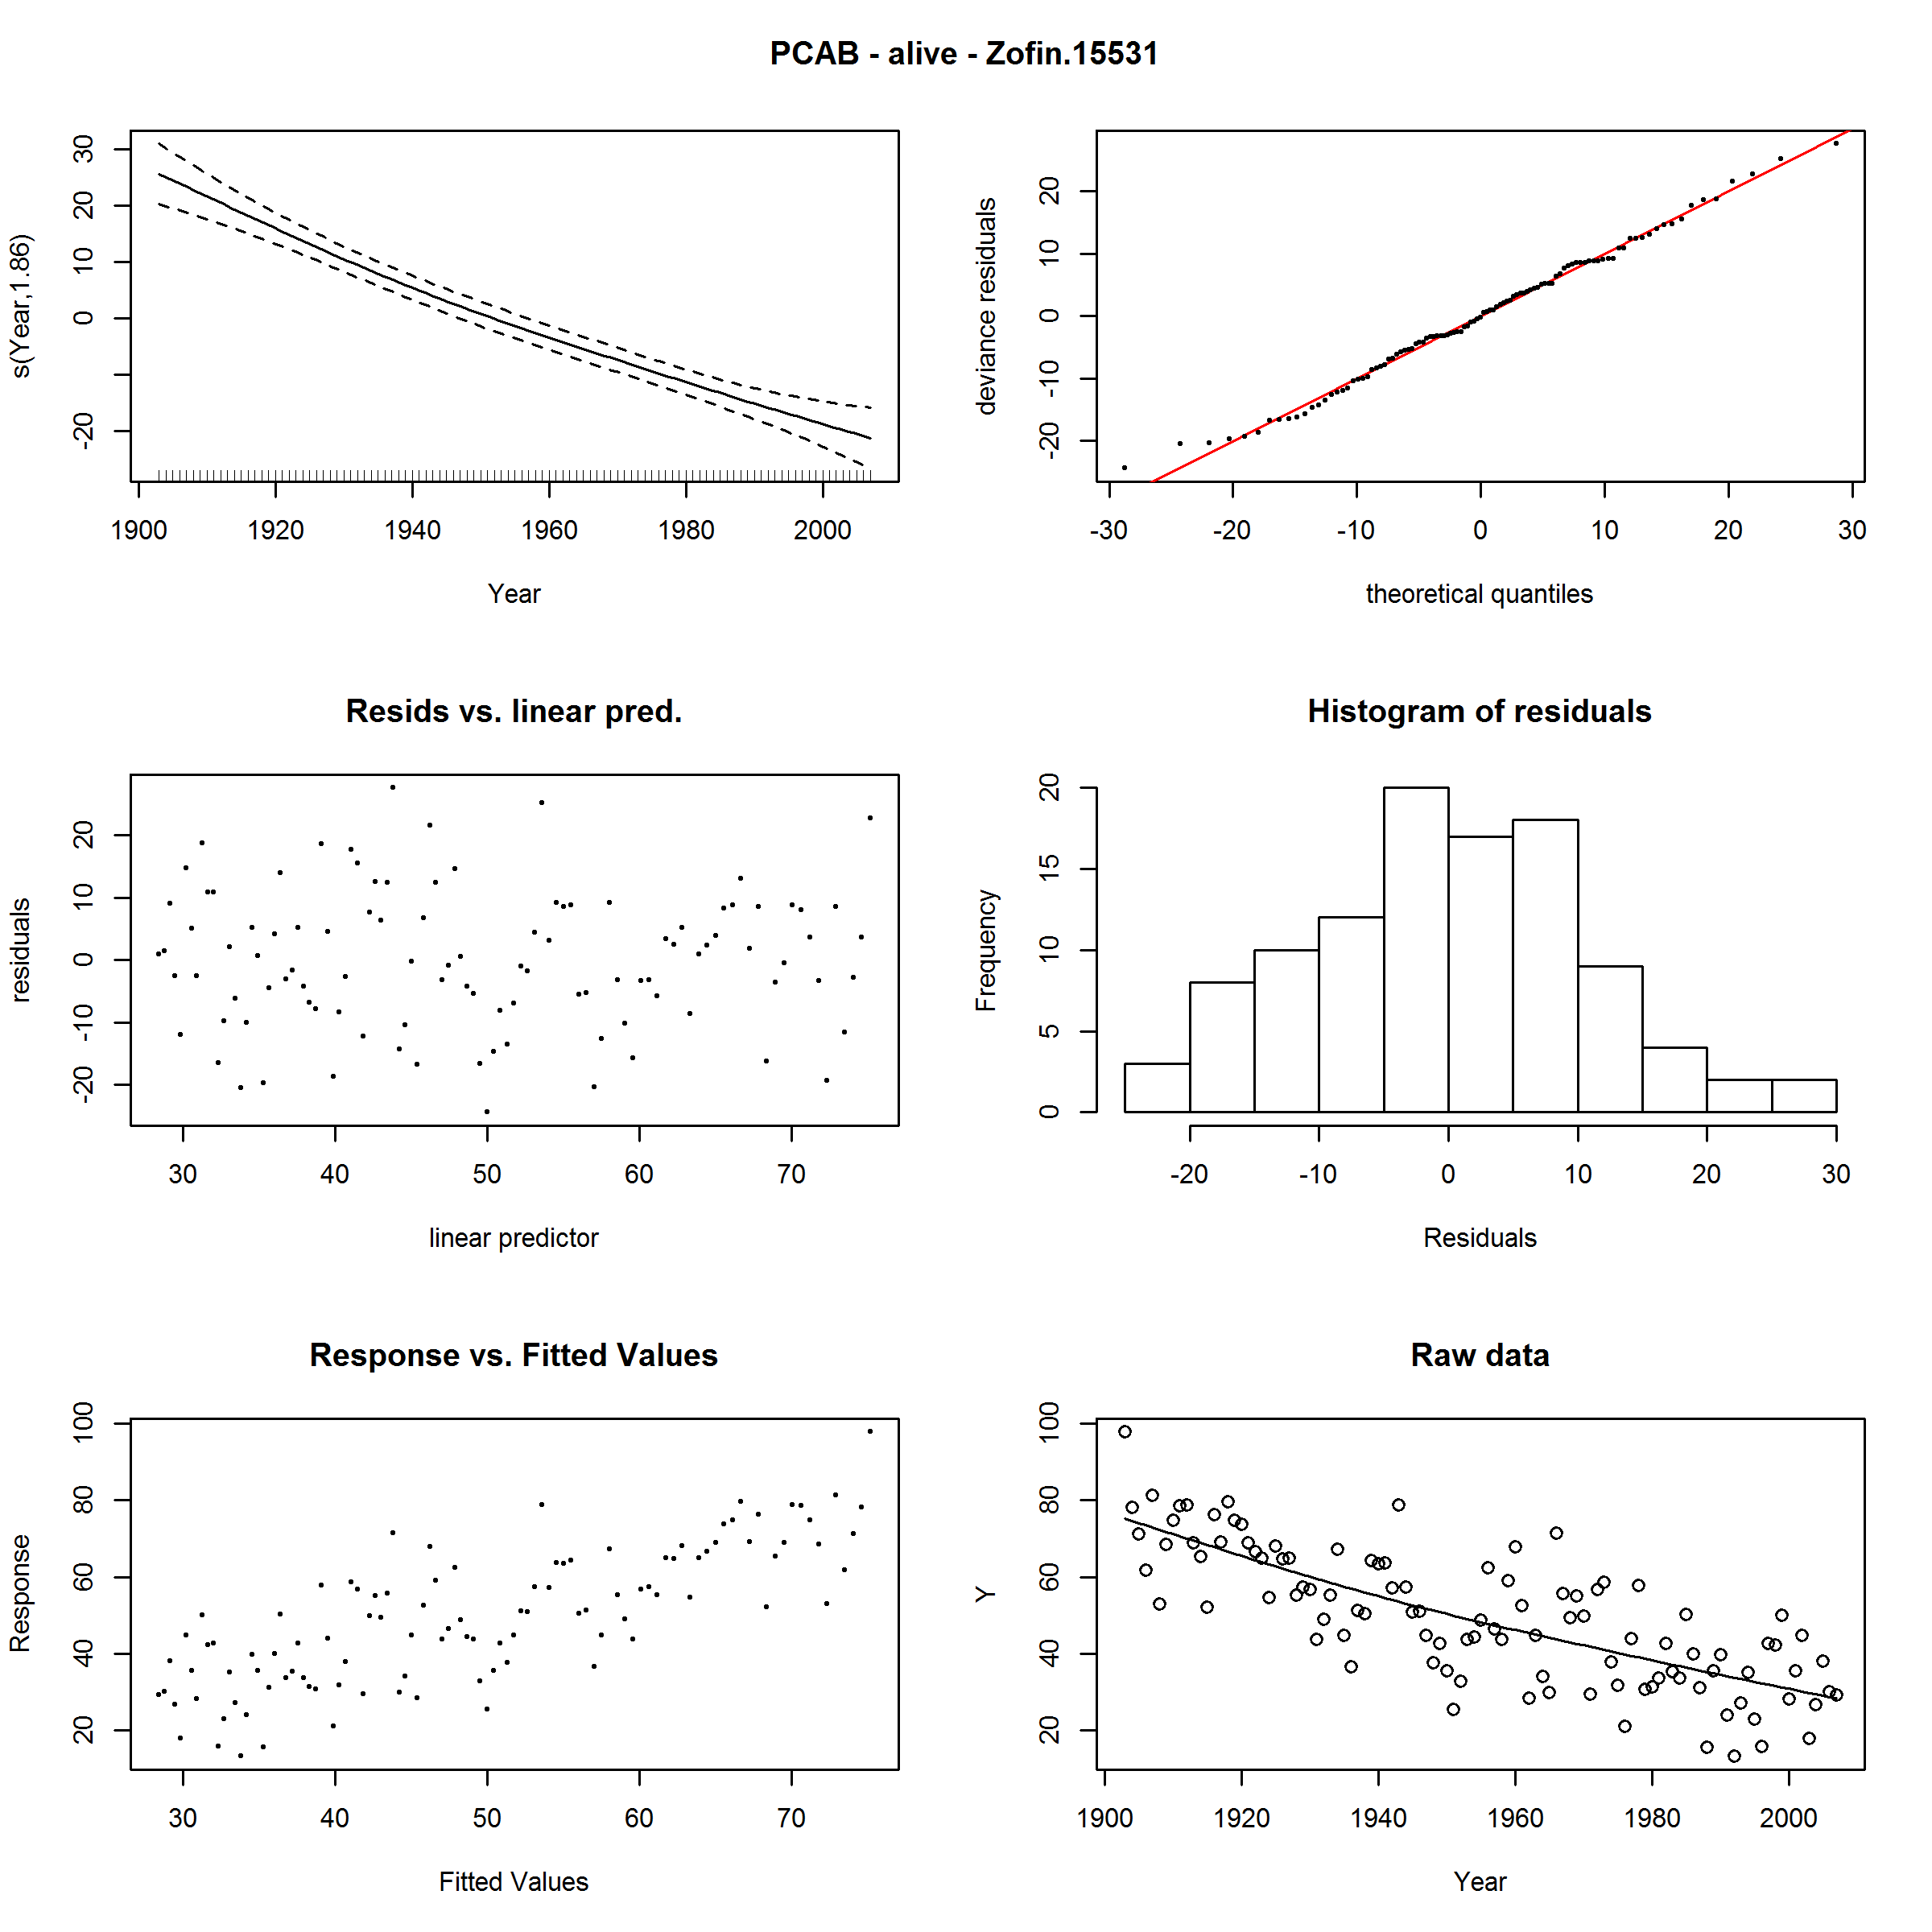 PCAB - alive - Zofin.15531
s(Year,1.86)
30
20
10
0
-20
1900 1920 1940 1960 1980 2000
Year
deviance residuals
20
10
0
-10
-20
-30 -20 -10 0 10 20 30
theoretical quantiles
Resids vs. linear pred.
residuals
20
10
0
-10
-20
30 40 50 60 70
linear predictor
Histogram of residuals
Frequency
20
15
10
5
0
-20 -10 0 10 20 30
Residuals
Response vs. Fitted Values
Response
100
80
60
40
20
30 40 50 60 70
Fitted Values
Raw data
Y
100
80
60
40
20
1900 1920 1940 1960 1980 2000
Year